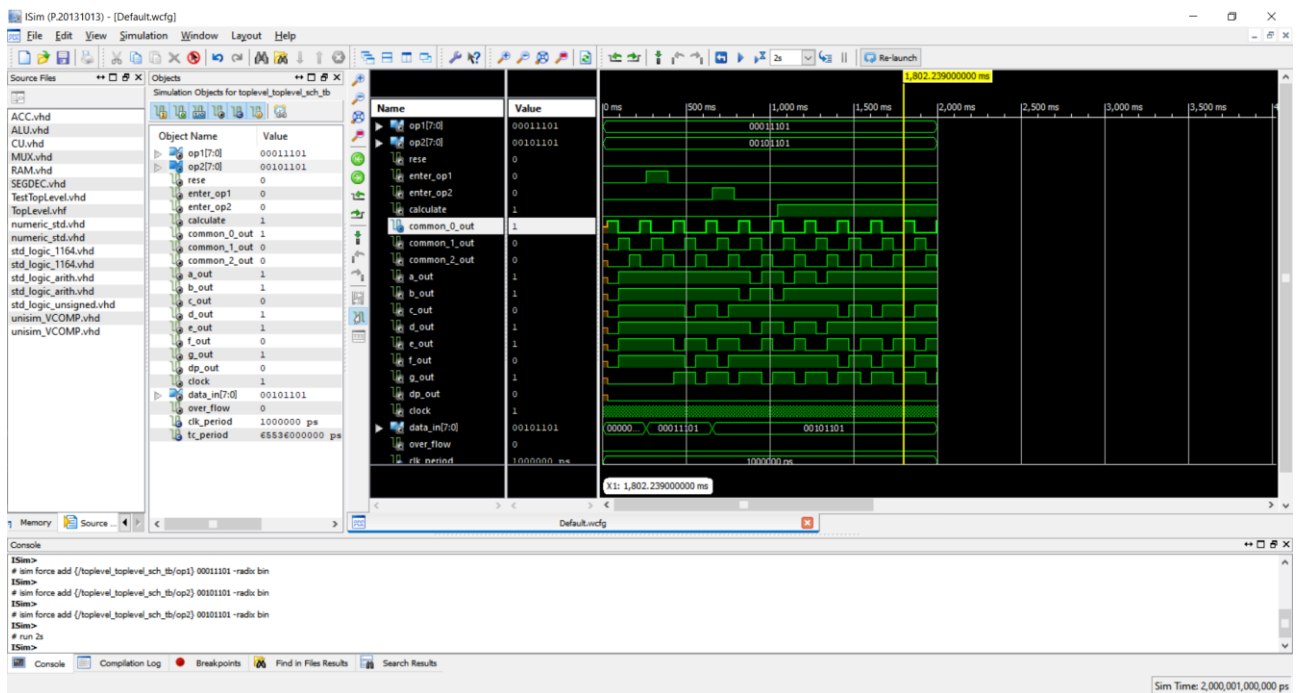 ISim (P.20131013) - [Default.wcfg]
File Edit View Simulation Window Layout Help
2s Re-launch
Source Files
ACC.vhd
ALU.vhd
CU.vhd
MUX.vhd
RAM.vhd
SEGDEC.vhd
TestTopLevel.vhd
TopLevel.vhf
numeric_std.vhd
numeric_std.vhd
std_logic_1164.vhd
std_logic_1164.vhd
std_logic_arith.vhd
std_logic_arith.vhd
std_logic_unsigned.vhd
unisim_VCOMP.vhd
unisim_VCOMP.vhd
Memory Source ...
Objects
Simulation Objects for toplevel_toplevel_sch_tb
Object Name Value
op1[7:0] 00011101
op2[7:0] 00101101
rese 0
enter_op1 0
enter_op2 0
calculate 1
common_0_out 1
common_1_out 0
common_2_out 0
a_out 1
b_out 1
c_out 0
d_out 1
e_out 1
f_out 0
g_out 1
dp_out 0
clock 1
data_in[7:0] 00101101
over_flow 0
clk_period 1000000 ps
tc_period 65536000000 ps
1,802.239000000 ms
Name Value
0 ms 500 ms 1,000 ms 1,500 ms 2,000 ms 2,500 ms 3,000 ms 3,500 ms
op1[7:0] 00011101 00011101
op2[7:0] 00101101 00101101
rese 0
enter_op1 0
enter_op2 0
calculate 1
common_0_out 1
common_1_out 0
common_2_out 0
a_out 1
b_out 1
c_out 0
d_out 1
e_out 1
f_out 0
g_out 1
dp_out 0
clock 1
data_in[7:0] 00101101 00000... 00011101 00101101
over_flow 0
clk_period 1000000 ps 1000000 ps
X1: 1,802.239000000 ms
Default.wcfg
Console
ISim>
# isim force add {/toplevel_toplevel_sch_tb/op1} 00011101 -radix bin
ISim>
# isim force add {/toplevel_toplevel_sch_tb/op2} 00101101 -radix bin
ISim>
# isim force add {/toplevel_toplevel_sch_tb/op2} 00101101 -radix bin
ISim>
# run 2s
ISim>
Console Compilation Log Breakpoints Find in Files Results Search Results
Sim Time: 2,000,001,000,000 ps